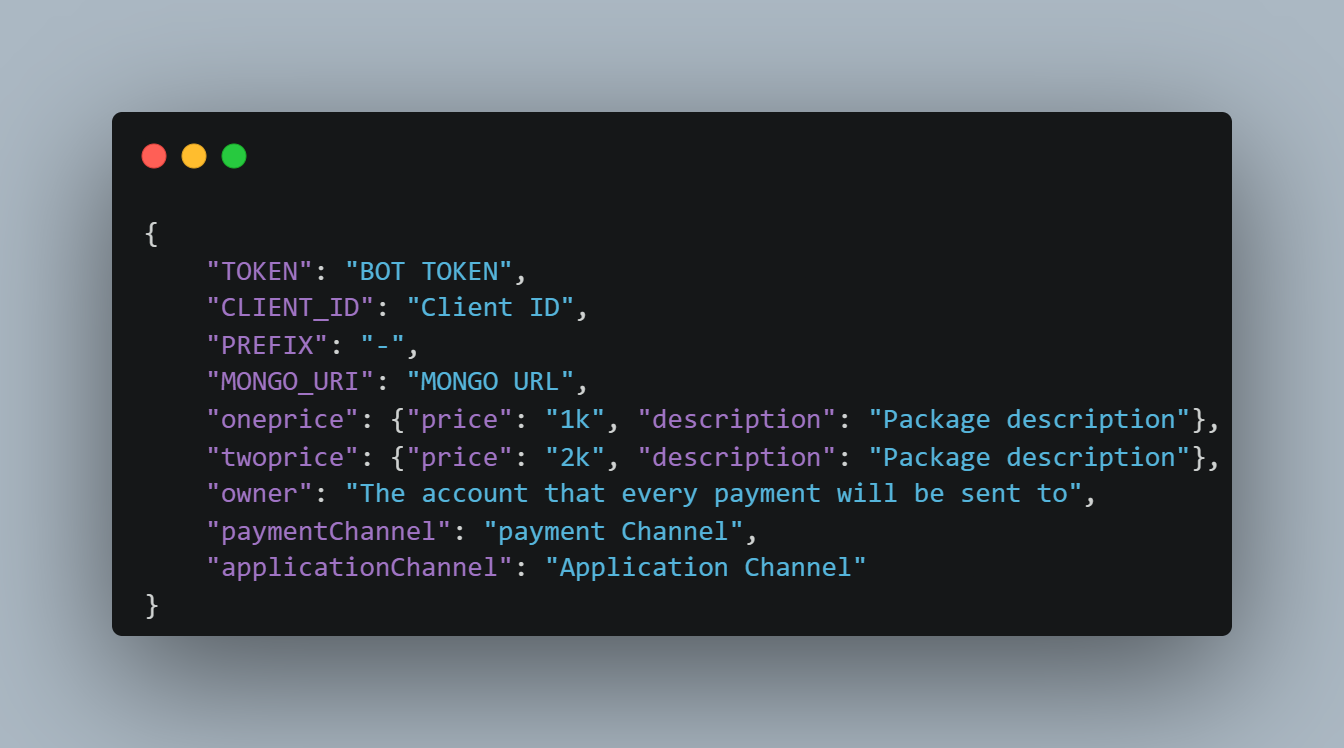 {
    "TOKEN": "BOT TOKEN",
    "CLIENT_ID": "Client ID",
    "PREFIX": "-",
    "MONGO_URI": "MONGO URL",
    "oneprice": {"price": "1k", "description": "Package description"},
    "twoprice": {"price": "2k", "description": "Package description"},
    "owner": "The account that every payment will be sent to",
    "paymentChannel": "payment Channel",
    "applicationChannel": "Application Channel"
}